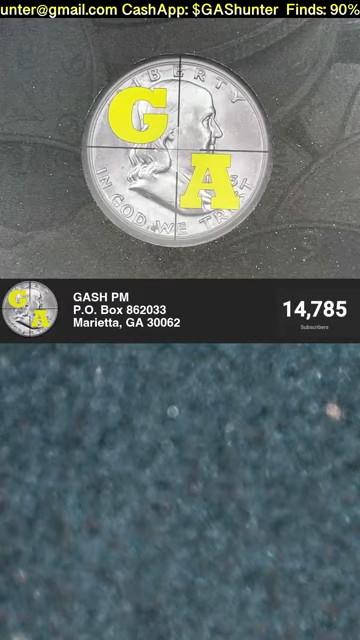 unter@gmail.com CashApp: $GAShunter Finds: 90%
LIBERTY
G
A
IN GOD WE TRUST
GASH PM
P.O. Box 862033
Marietta, GA 30062
14,785
Subscribers
G
A